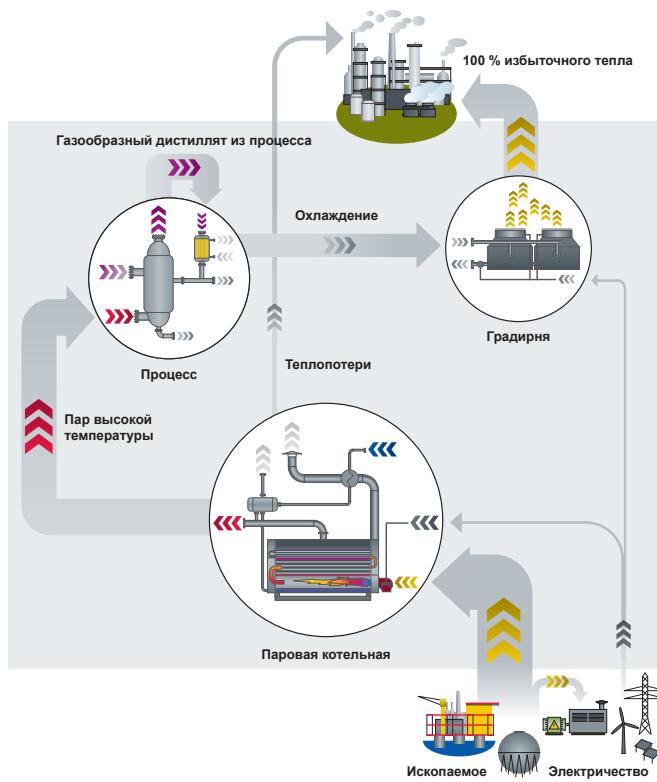 100 % избыточного тепла
Газообразный дистиллят из процесса
Охлаждение
Градирня
Процесс
Теплопотери
Пар высокой
температуры
Паровая котельная
Ископаемое
Электричество